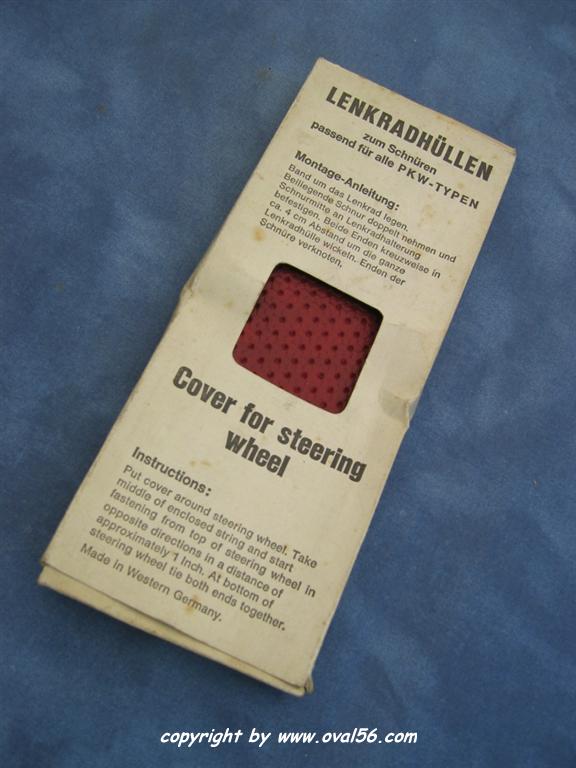 LENKRADHÜLLEN
zum Schnüren
passend für alle PKW-TYPEN
Montage-Anleitung:
Band um das Lenkrad legen.
Beiliegende Schnur doppelt nehmen und
Schnurmitte an Lenkradhalterung
befestigen. Beide Enden kreuzweise in
ca. 4 cm Abstand um die ganze
Lenkradhülle wickeln. Enden der
Schnüre verknoten.
Cover for steering
wheel
Instructions:
Put cover around steering wheel. Take
middle of enclosed string and start
fastening from top of steering wheel in
opposite directions in a distance of
approximately 1 Inch. At bottom of
steering wheel tie both ends together.
Made in Western Germany.
copyright by www.oval56.com